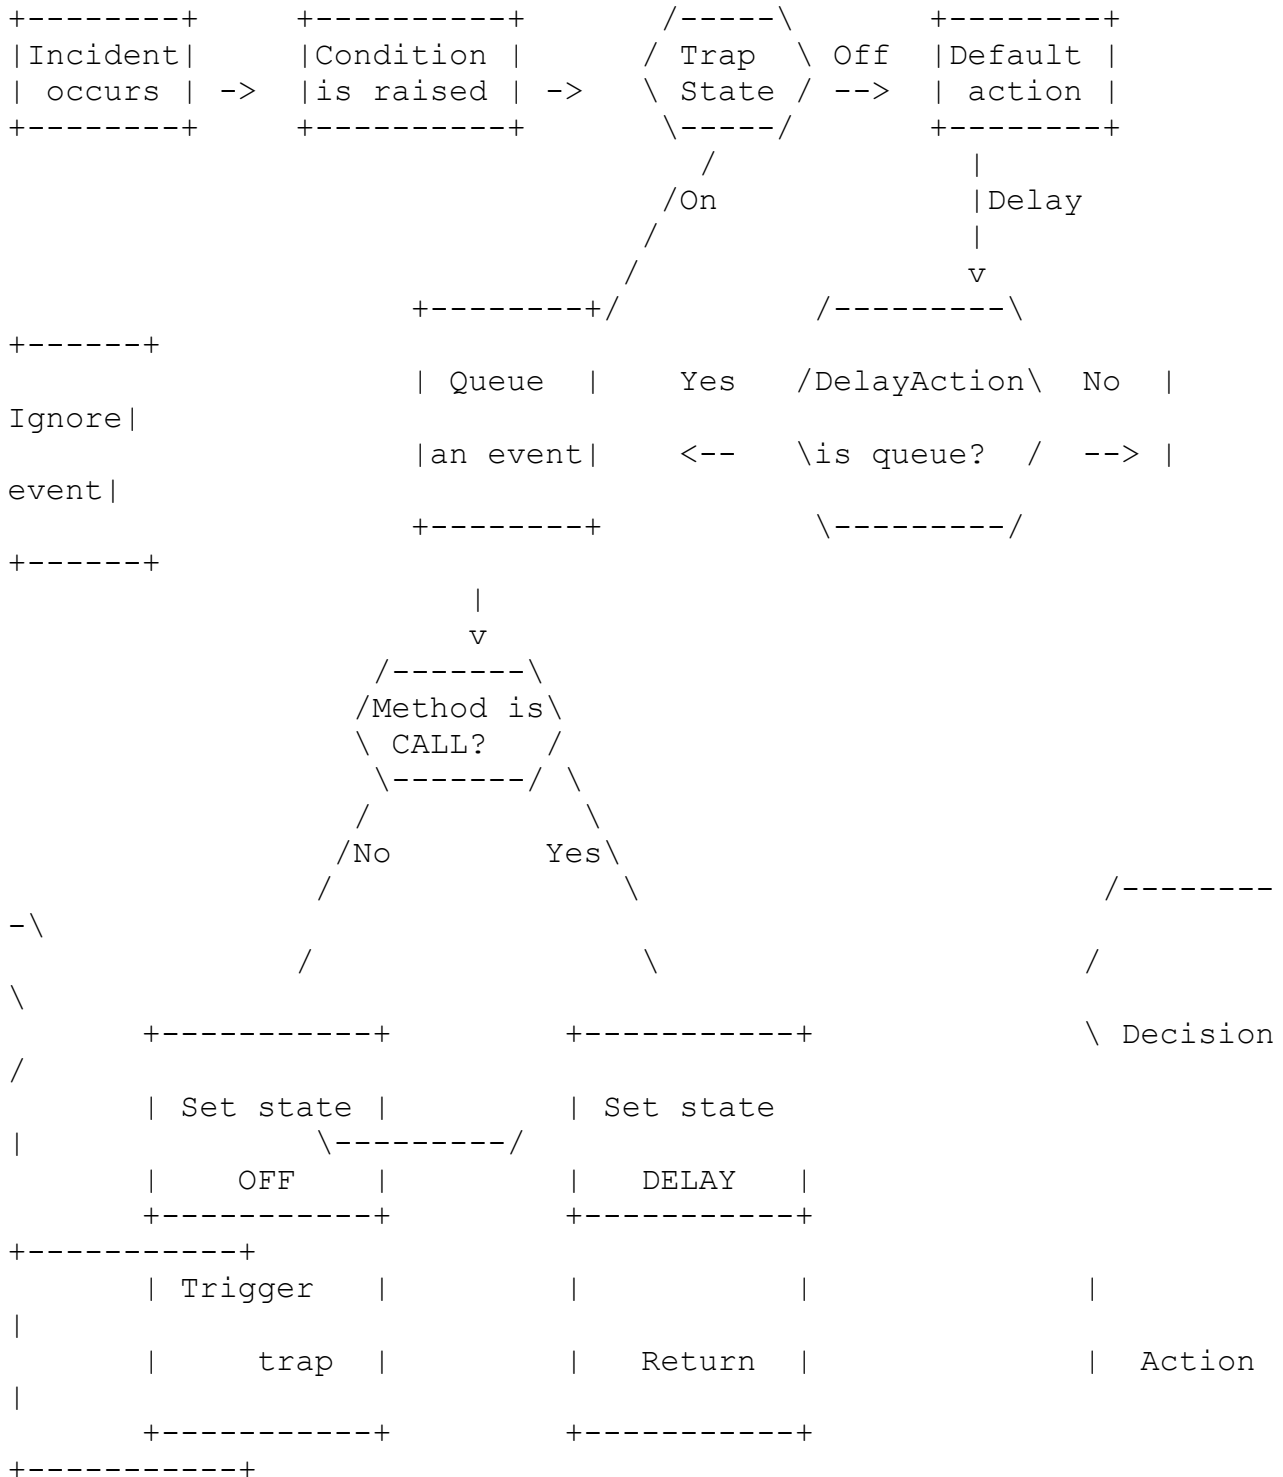 +--------+     +----------+       /-----\       +--------+
|Incident|     |Condition |      / Trap  \ Off  |Default |
| occurs | ->  |is raised | ->   \ State / -->  | action |
+--------+     +----------+       \-----/       +--------+
                                    /             |
                                  /On             |Delay
                                 /                |
                                /                 v
                     +--------+/          /---------\
+------+
                     | Queue  |    Yes   /DelayAction\  No  |
Ignore|
                     |an event|    <--   \is queue?  /  --> |
event|
                     +--------+           \---------/
+------+
                        |
                        v
                   /-------\
                  /Method is\
                  \ CALL?   /
                   \-------/ \
                  /           \
                 /No        Yes\
                /               \                        /--------
-\
               /                 \                      /
\
       +-----------+         +-----------+              \ Decision
/
       | Set state |         | Set state
|               \---------/
       |    OFF    |         |   DELAY   |
       +-----------+         +-----------+
+-----------+
       | Trigger   |         |           |              |
|
       |     trap  |         |   Return  |              |  Action
|
       +-----------+         +-----------+
+-----------+